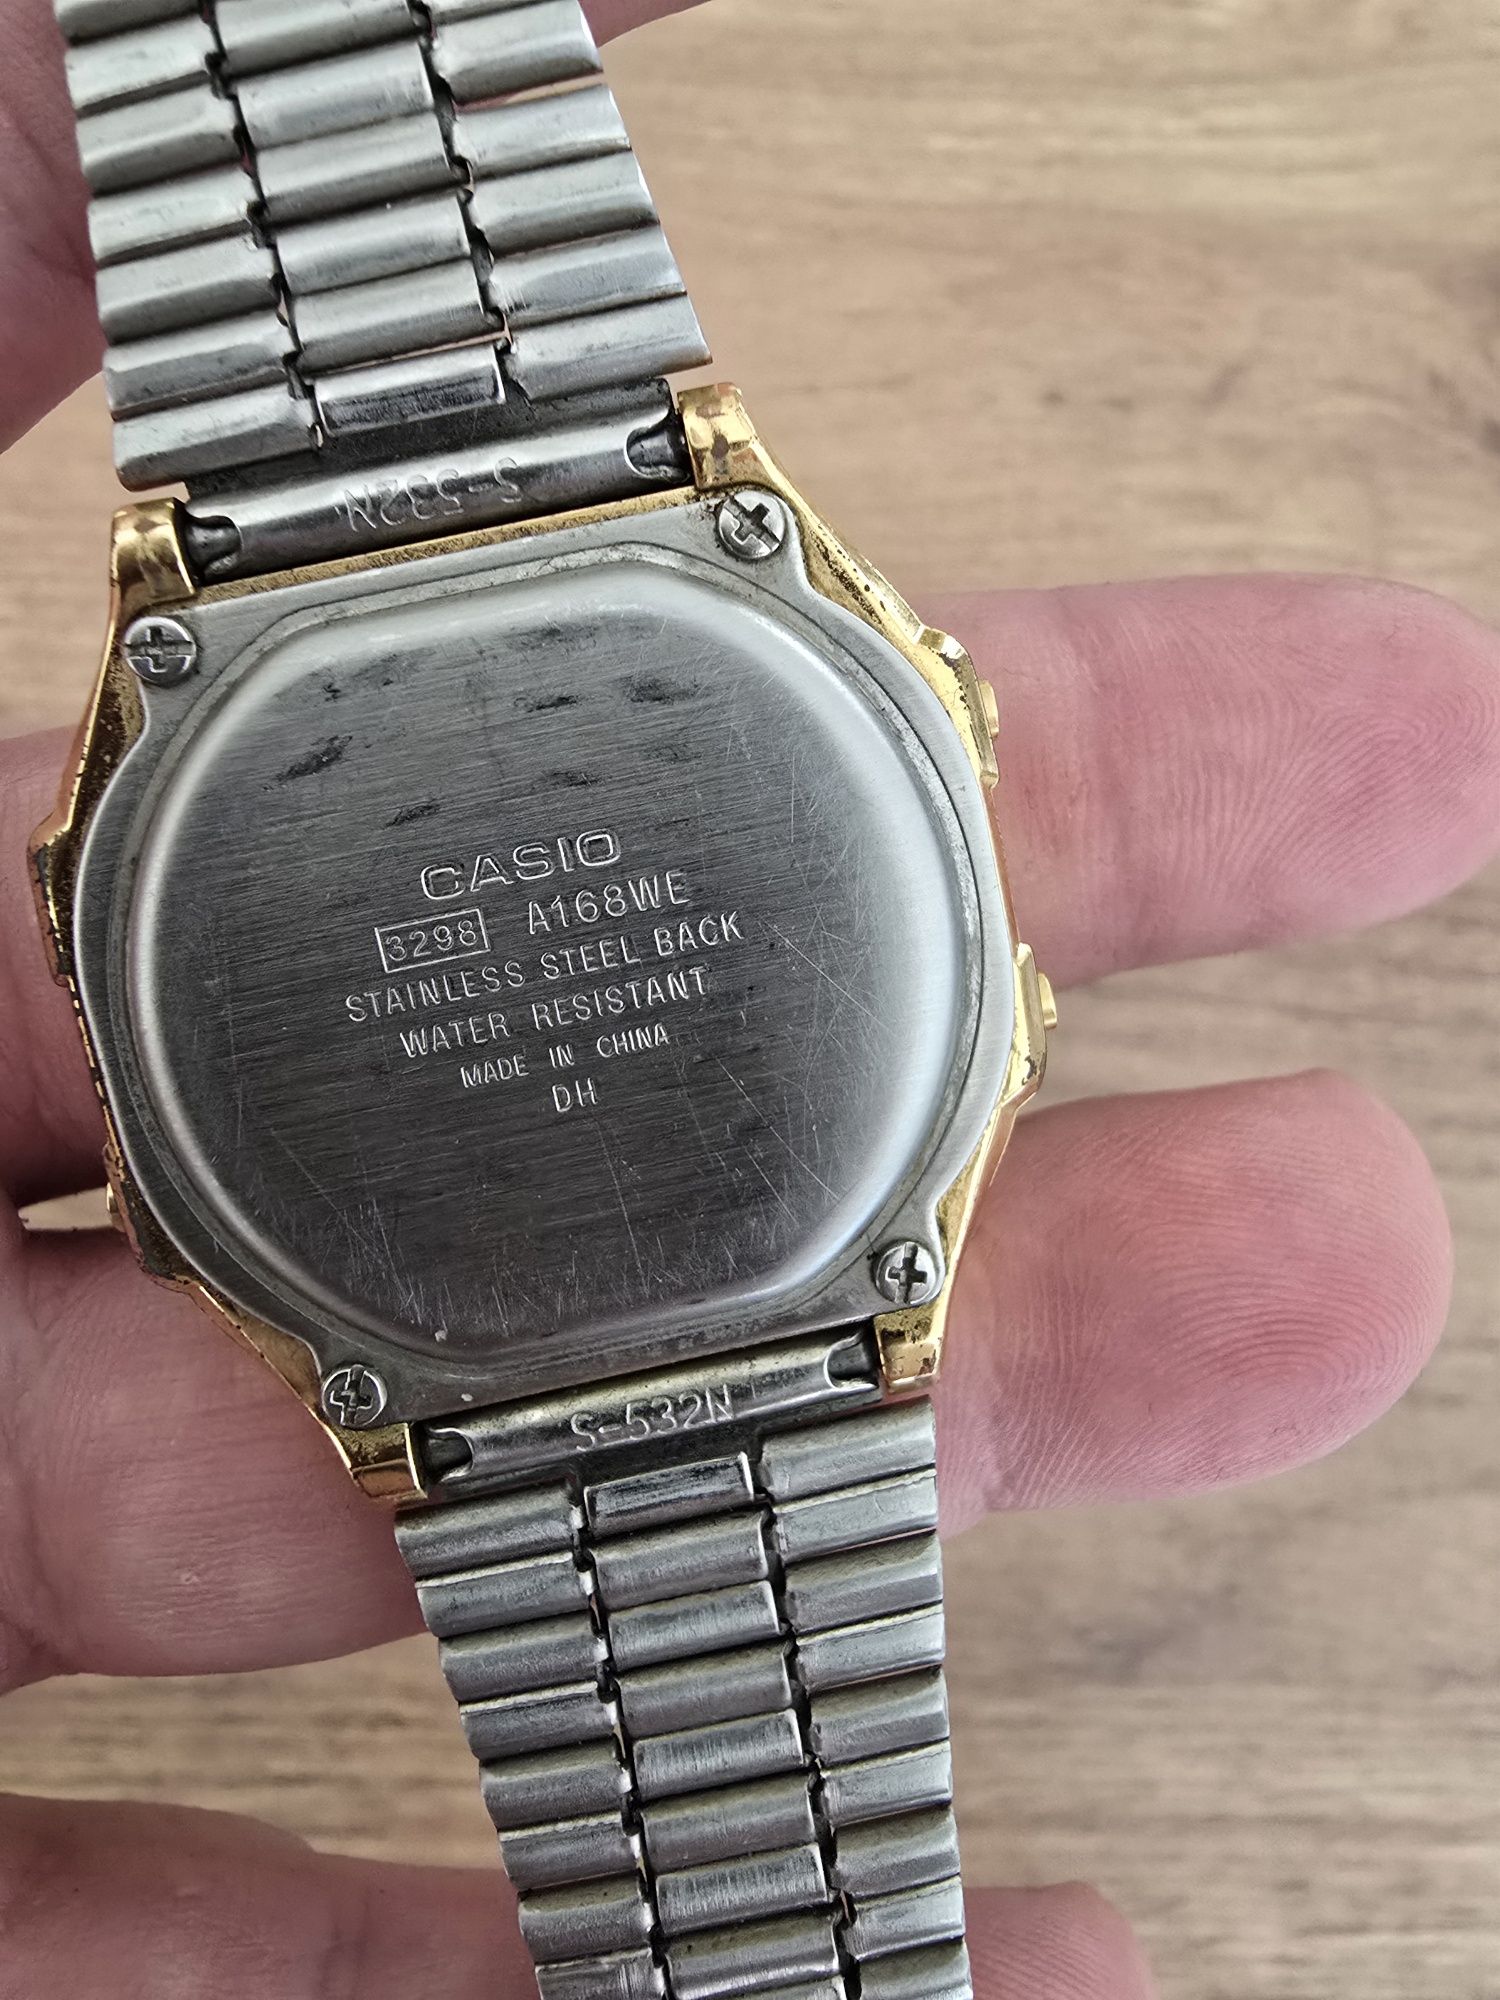 S-532N
CASIO
3298 A168WE
STAINLESS STEEL BACK
WATER RESISTANT
MADE IN CHINA
DH
S-532N